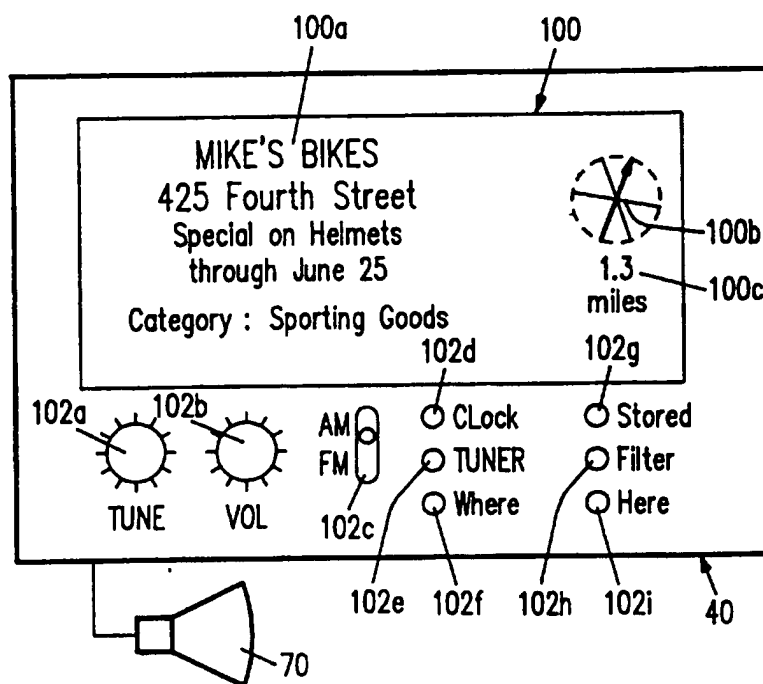 100a
100
MIKE'S BIKES
425 Fourth Street
Special on Helmets
through June 25
Category : Sporting Goods
100b
1.3
miles
100c
102d
102g
102a
102b
AM
FM
CLock
Stored
TUNER
Filter
Where
Here
TUNE
VOL
102c
102e
102f
102h
102i
40
70